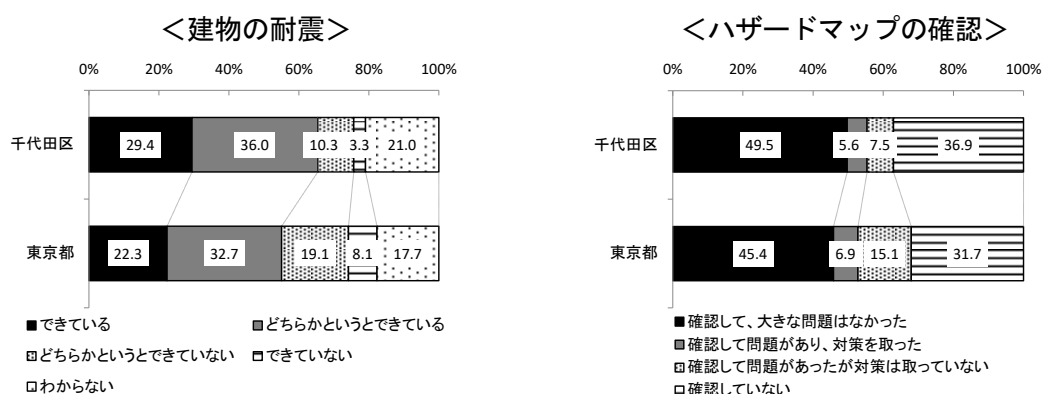 <建物の耐震>
0% 20% 40% 60% 80% 100%
千代田区 29.4 36.0 10.3 3.3 21.0
東京都 22.3 32.7 19.1 8.1 17.7
できている どちらかというとできている
どちらかというとできていない できていない
わからない
<ハザードマップの確認>
0% 20% 40% 60% 80% 100%
千代田区 49.5 5.6 7.5 36.9
東京都 45.4 6.9 15.1 31.7
確認して、大きな問題はなかった
確認して問題があり、対策を取った
確認して問題があったが対策は取っていない
確認していない